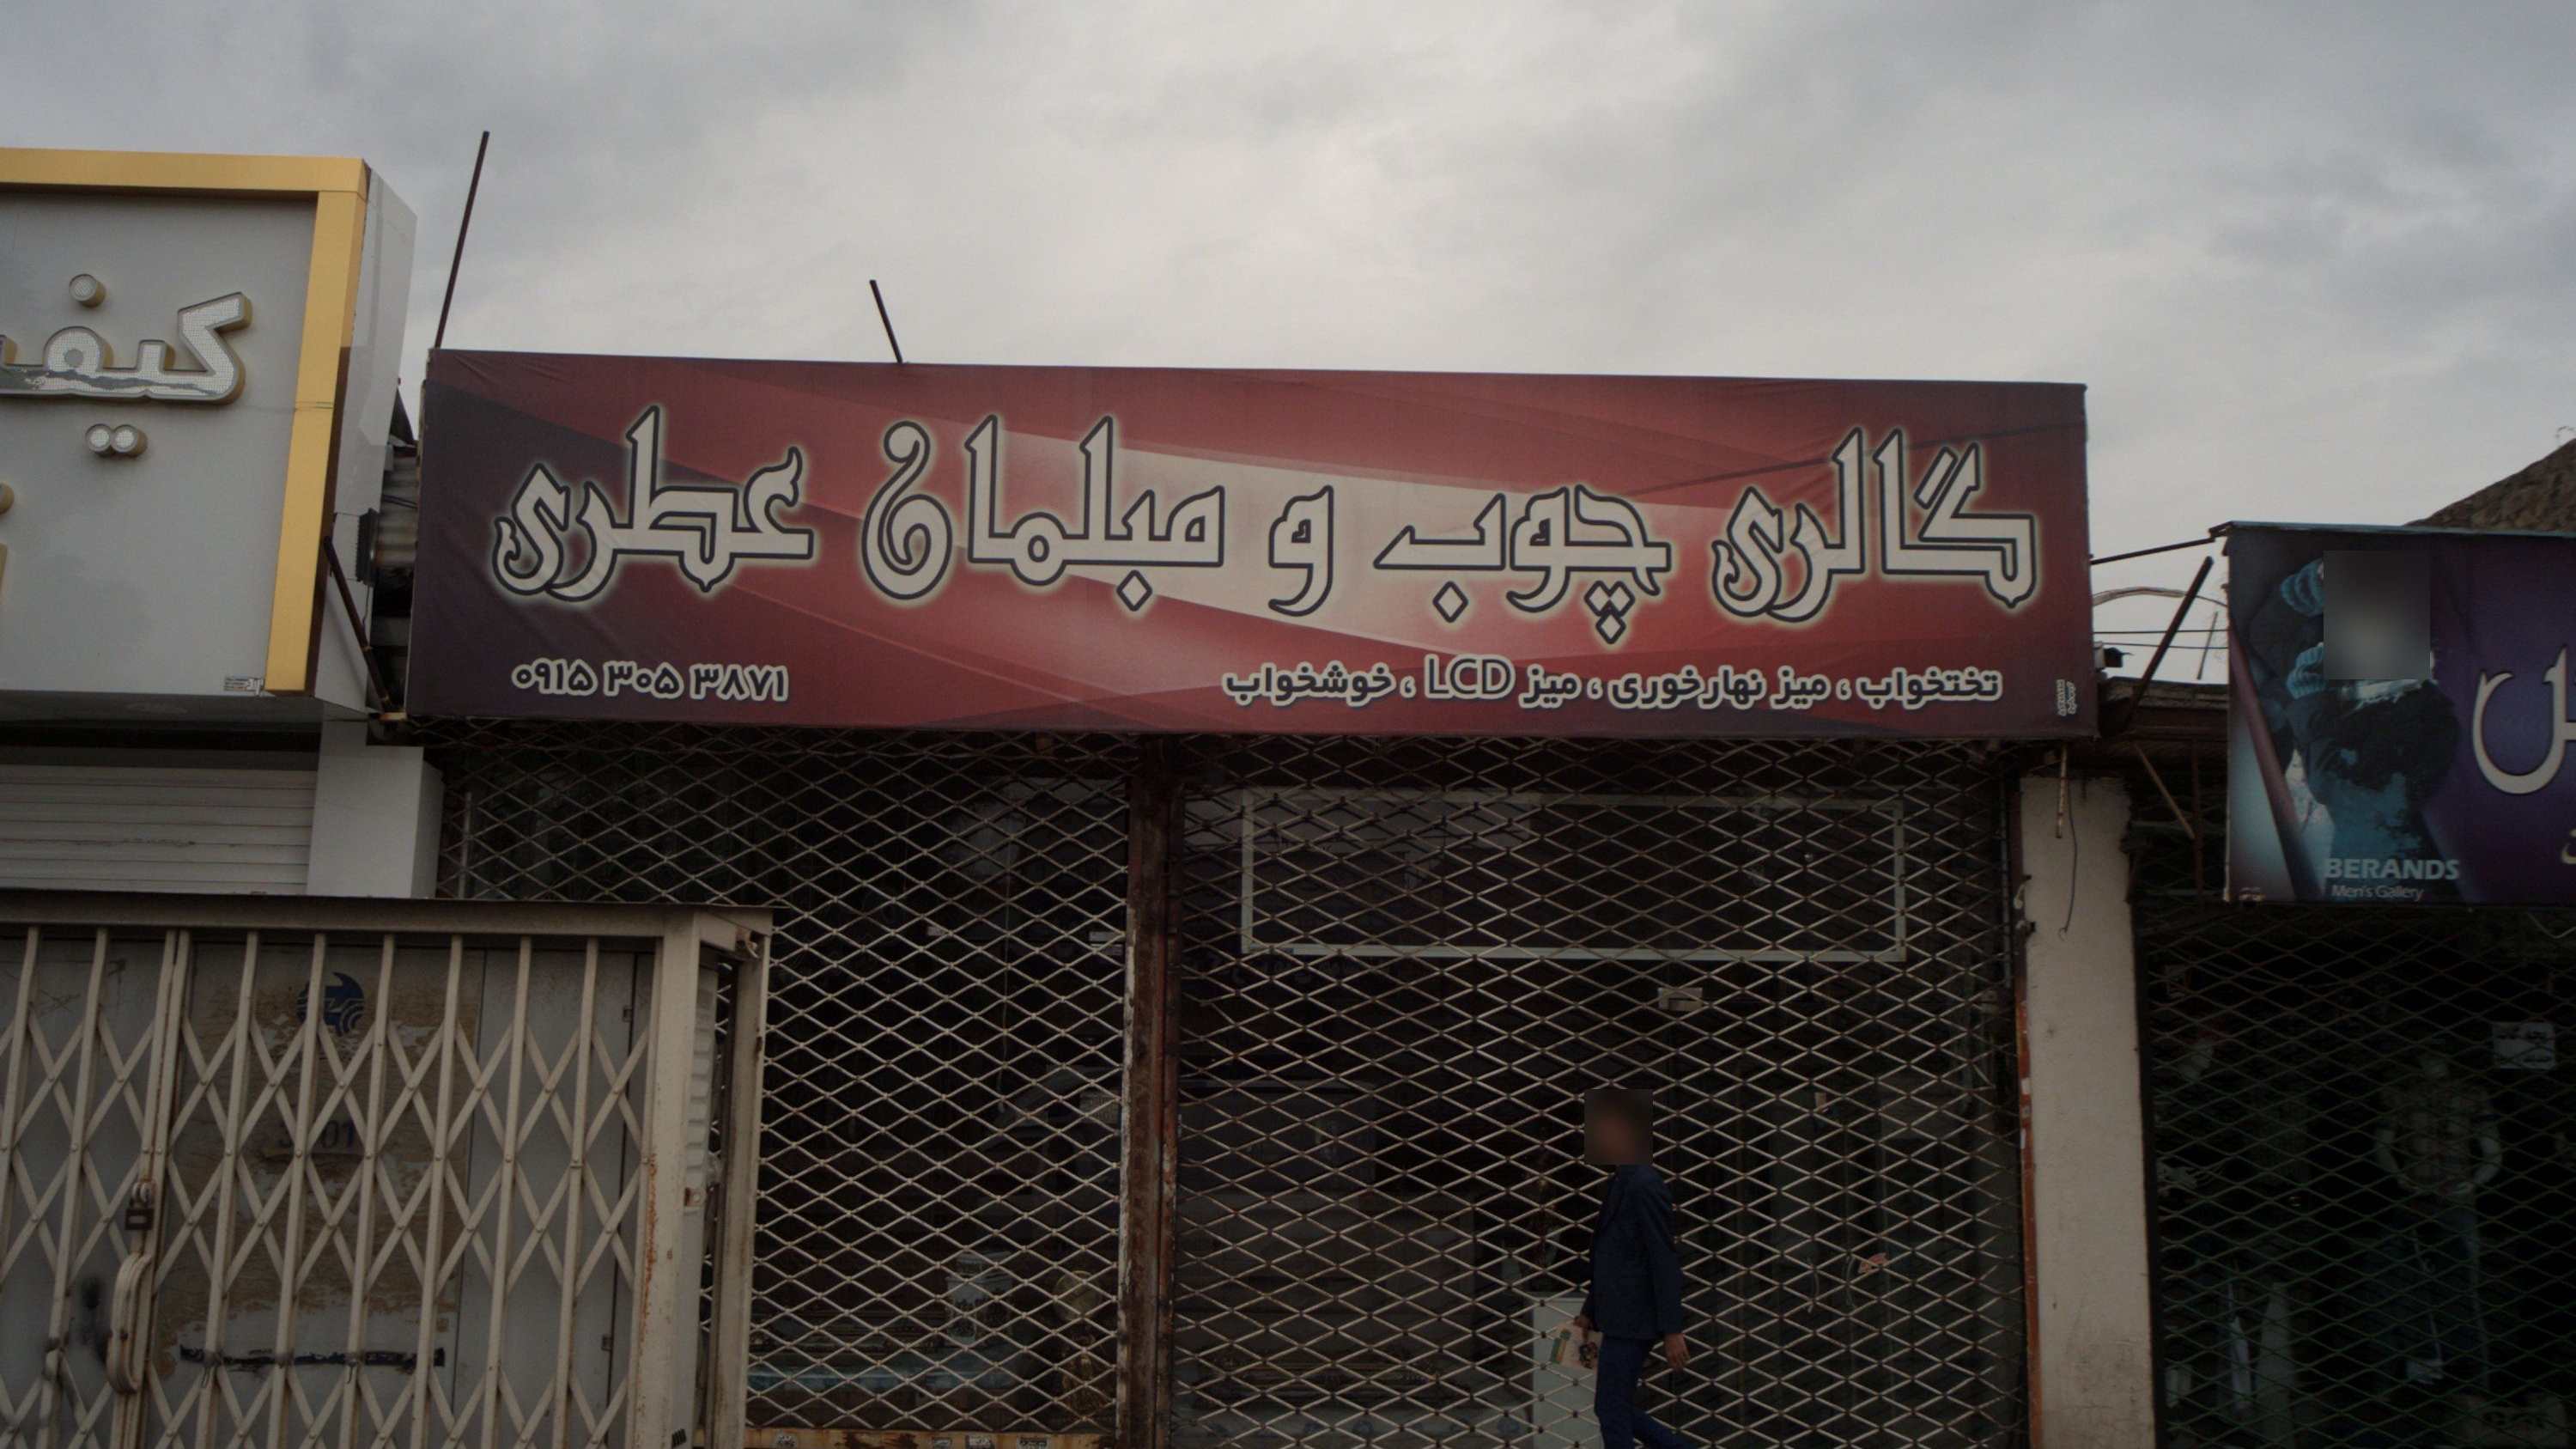 گالری چوب و مبلمان عطری
تختخواب ، میز نهارخوری ، میز LCD ، خوشخواب
۰۹۱۵ ۳۰۵ ۳۸۷۱
BERANDS
Men's Gallery